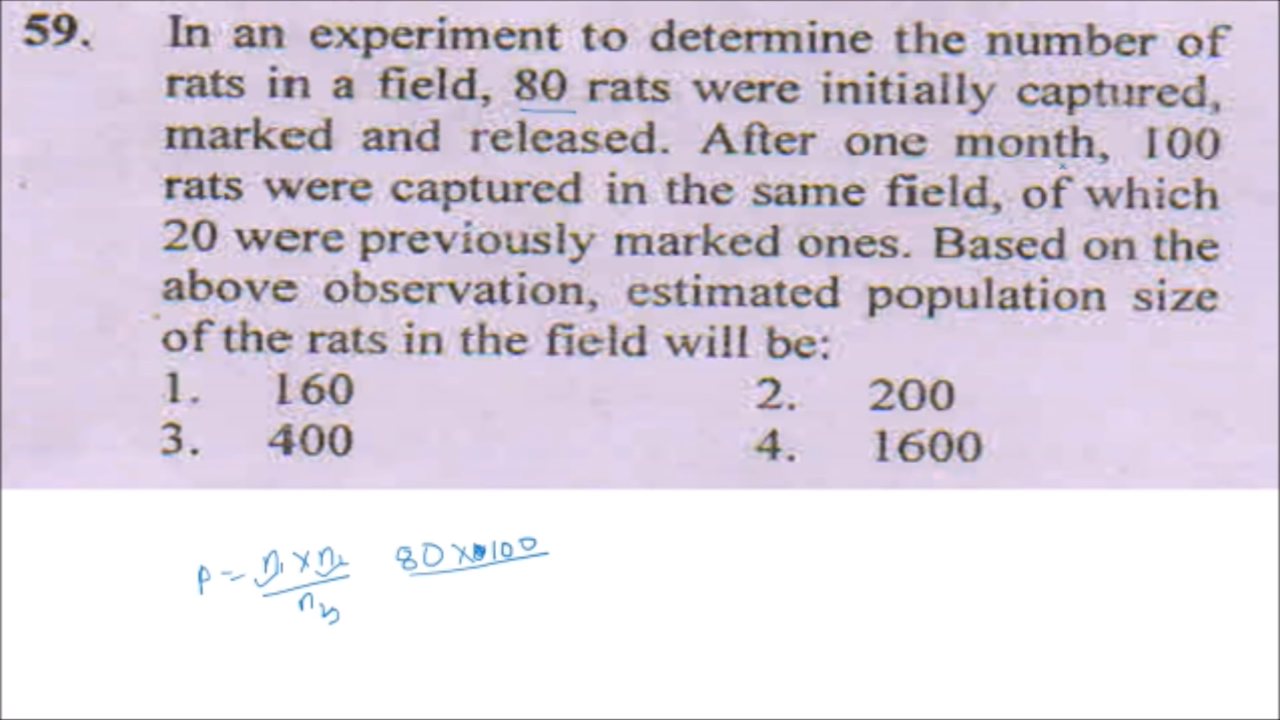 59. In an experiment to determine the number of
rats in a field, 80 rats were initially captured,
marked and released. After one month, 100
rats were captured in the same field, of which
20 were previously marked ones. Based on the
above observation, estimated population size
of the rats in the field will be:
1. 160 2. 200
3. 400 4. 1600
P = n₁ × n₂ 80 × 100
n₃